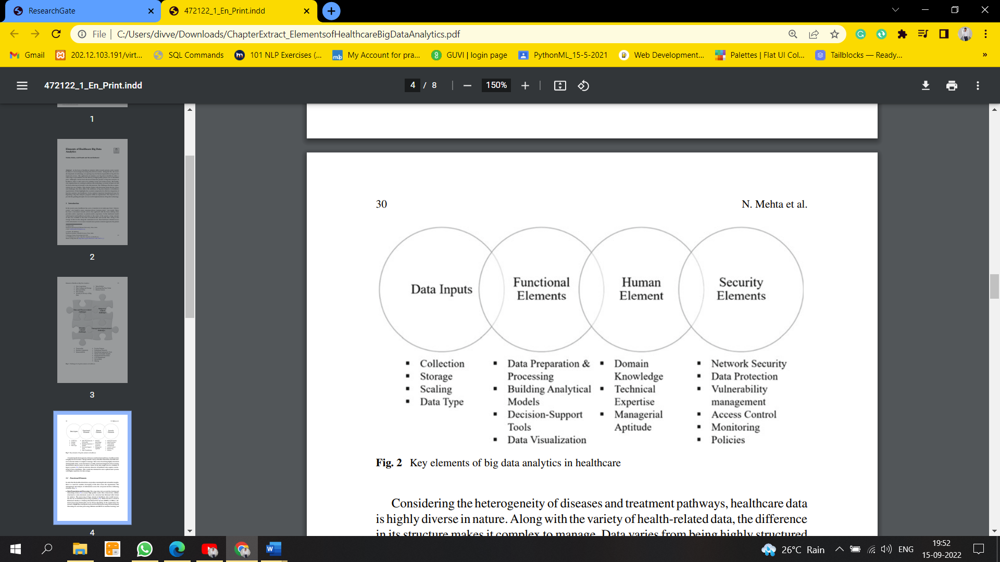 ResearchGate
472122_1_En_Print.indd
File
C:/Users/divve/Downloads/ChapterExtract_ElementsofHealthcareBigDataAnalytics.pdf
Gmail
202.12.103.191/virt...
SQL Commands
101 NLP Exercises (...
My Account for pra...
GUVI | login page
PythonML_15-5-2021
Web Development...
Palettes | Flat UI Col...
Tailblocks — Ready...
»
472122_1_En_Print.indd
4 / 8
150%
1
2
3
4
30
N. Mehta et al.
Data Inputs
Functional
Elements
Human
Element
Security
Elements
▪ Collection
▪ Storage
▪ Scaling
▪ Data Type
▪ Data Preparation &
Processing
▪ Building Analytical
Models
▪ Decision-Support
Tools
▪ Data Visualization
▪ Domain
Knowledge
▪ Technical
Expertise
▪ Managerial
Aptitude
▪ Network Security
▪ Data Protection
▪ Vulnerability
management
▪ Access Control
▪ Monitoring
▪ Policies
Fig. 2 Key elements of big data analytics in healthcare
Considering the heterogeneity of diseases and treatment pathways, healthcare data
is highly diverse in nature. Along with the variety of health-related data, the difference
in its structure makes it complex to manage. Data varies from being highly structured
26°C Rain
ENG
19:52
15-09-2022